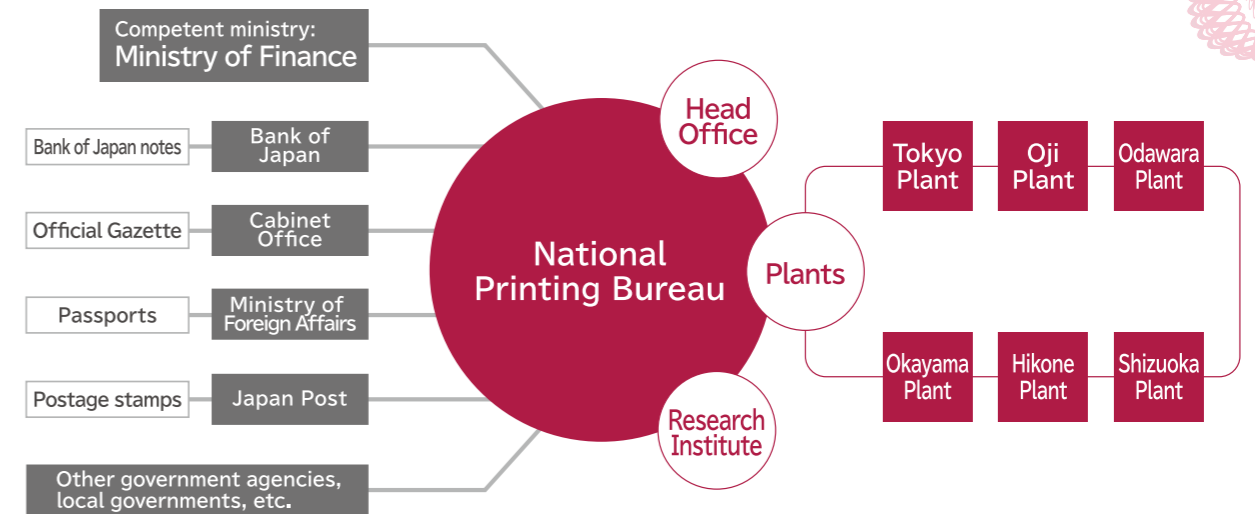 Competent ministry:
Ministry of Finance
Bank of Japan notes
Bank of
Japan
Official Gazette
Cabinet
Office
Passports
Ministry of
Foreign Affairs
Postage stamps
Japan Post
Other government agencies,
local governments, etc.
National
Printing Bureau
Head
Office
Plants
Research
Institute
Tokyo
Plant
Oji
Plant
Odawara
Plant
Okayama
Plant
Hikone
Plant
Shizuoka
Plant